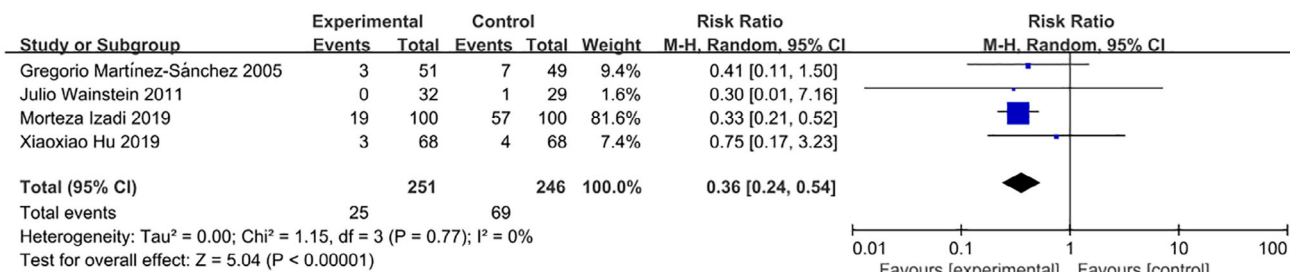 Experimental Control Risk Ratio Risk Ratio
Study or Subgroup Events Total Events Total Weight M-H, Random, 95% CI M-H, Random, 95% CI
Gregorio Martínez-Sánchez 2005 3 51 7 49 9.4% 0.41 [0.11, 1.50]
Julio Wainstein 2011 0 32 1 29 1.6% 0.30 [0.01, 7.16]
Morteza Izadi 2019 19 100 57 100 81.6% 0.33 [0.21, 0.52]
Xiaoxiao Hu 2019 3 68 4 68 7.4% 0.75 [0.17, 3.23]
Total (95% CI) 251 246 100.0% 0.36 [0.24, 0.54]
Total events 25 69
Heterogeneity: Tau² = 0.00; Chi² = 1.15, df = 3 (P = 0.77); I² = 0%
Test for overall effect: Z = 5.04 (P < 0.00001)
0.01 0.1 1 10 100
Favours [experimental] Favours [control]